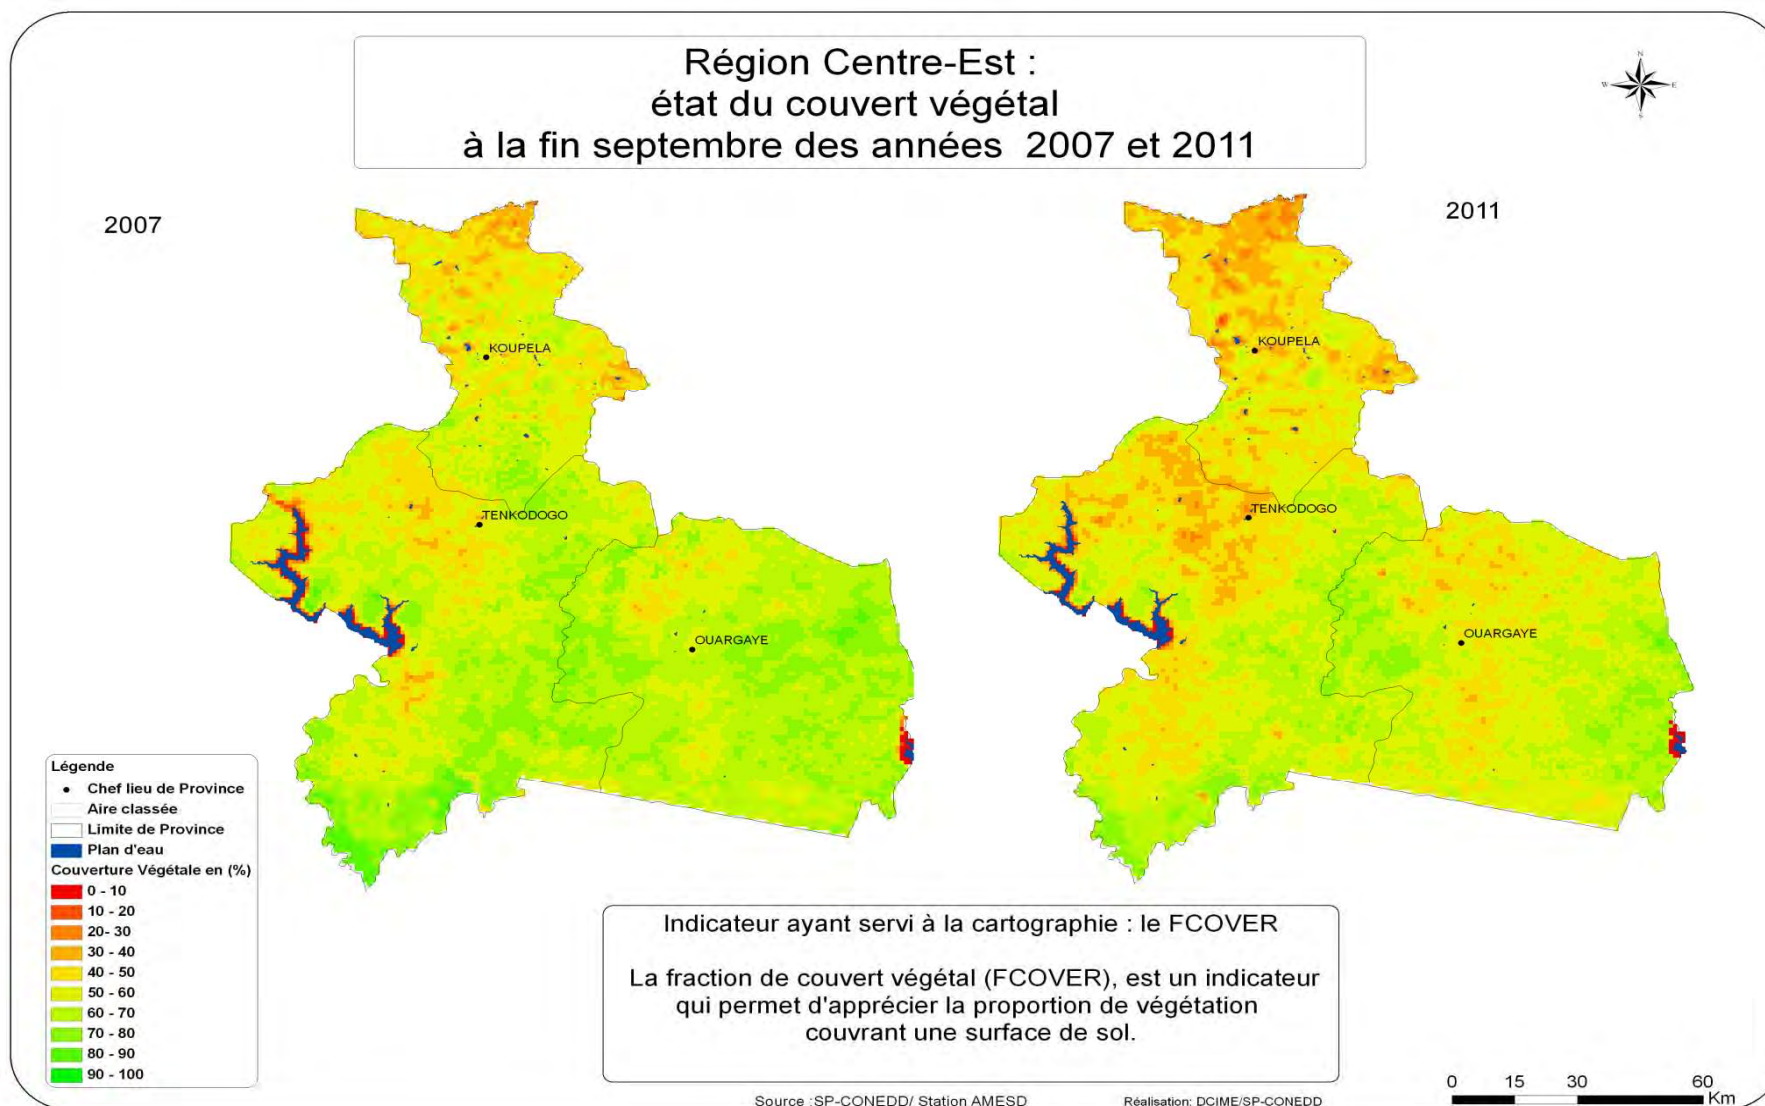 Région Centre-Est :
état du couvert végétal
à la fin septembre des années 2007 et 2011
N
W
E
S
2007
2011
KOUPELA
TENKODOGO
OUARGAYE
KOUPELA
TENKODOGO
OUARGAYE
Légende
Chef lieu de Province
Aire classée
Limite de Province
Plan d'eau
Couverture Végétale en (%)
0 - 10
10 - 20
20- 30
30 - 40
40 - 50
50 - 60
60 - 70
70 - 80
80 - 90
90 - 100
Indicateur ayant servi à la cartographie : le FCOVER
La fraction de couvert végétal (FCOVER), est un indicateur
qui permet d'apprécier la proportion de végétation
couvrant une surface de sol.
Source :SP-CONEDD/ Station AMESD
Réalisation: DCIME/SP-CONEDD
0 15 30 60
Km